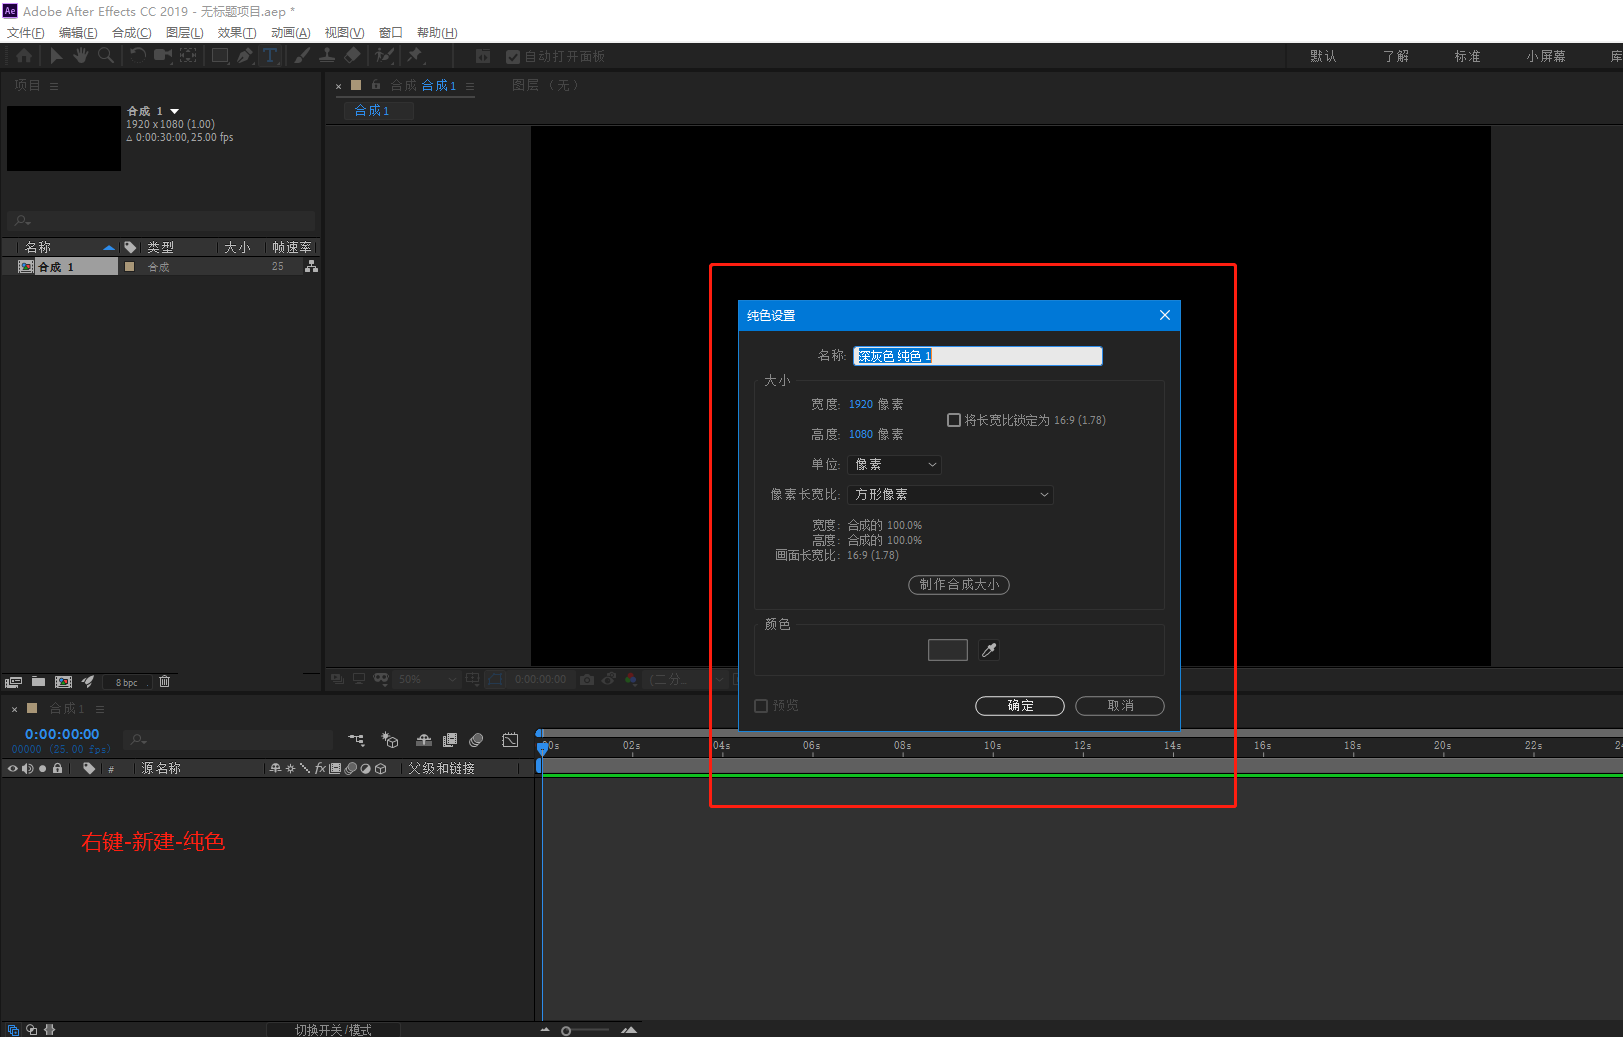 Ae Adobe After Effects CC 2019 - 无标题项目.aep *
文件(F) 编辑(E) 合成(C) 图层(L) 效果(T) 动画(A) 视图(V) 窗口 帮助(H)
自动打开面板 默认 了解 标准 小屏幕 库
项目
合成 合成 1 图层 (无)
合成 1
合成 1
1920 x 1080 (1.00)
Δ 0:00:30:00, 25.00 fps
名称 类型 大小 帧速率
合成 1 合成 25
纯色设置
名称: 深灰色 纯色 1
大小
宽度: 1920 像素
将长宽比锁定为 16:9 (1.78)
高度: 1080 像素
单位: 像素
像素长宽比: 方形像素
宽度: 合成的 100.0%
高度: 合成的 100.0%
画面长宽比: 16:9 (1.78)
制作合成大小
颜色
预览 确定 取消
8 bpc
50% 0:00:00:00 (二分...
合成 1
0:00:00:00
00000 (25.00 fps)
00s 02s 04s 06s 08s 10s 12s 14s 16s 18s 20s 22s 24
# 源名称 fx 父级和链接
右键-新建-纯色
切换开关/模式